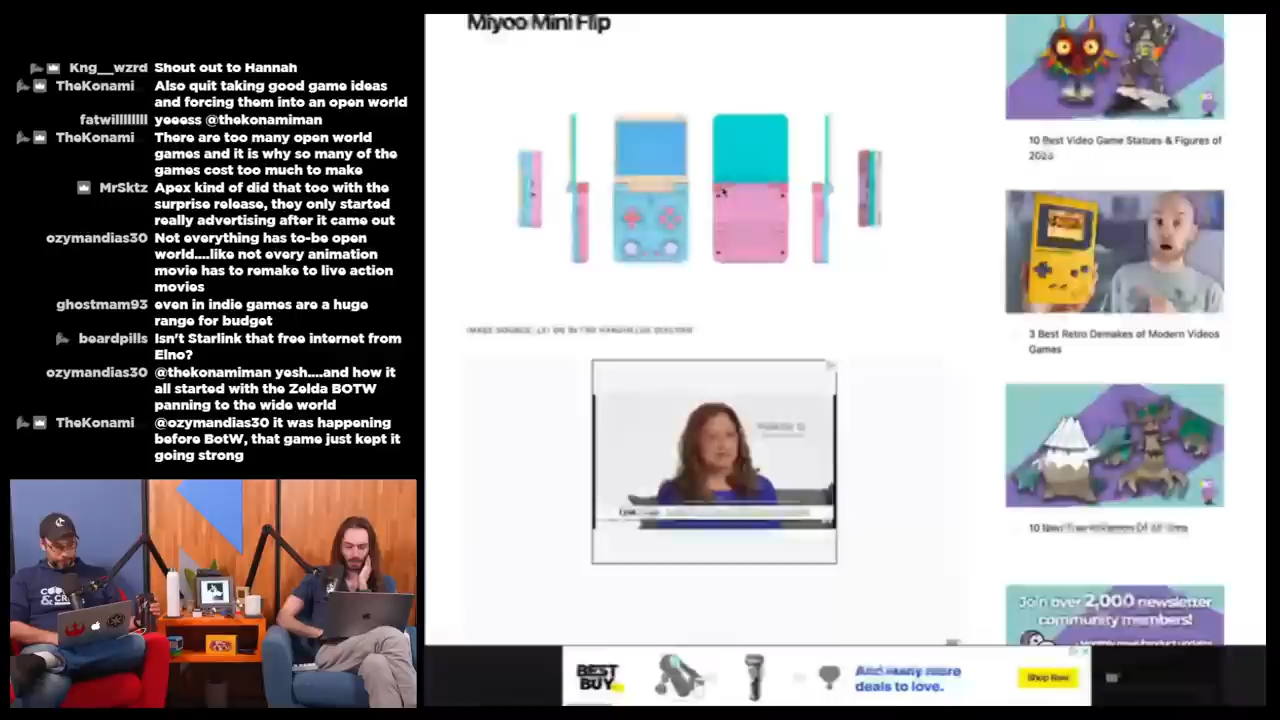 Kng__wzrd Shout out to Hannah
TheKonami Also quit taking good game ideas
and forcing them into an open world
fatwillllllll yeeess @thekonamiman
TheKonami There are too many open world
games and it is why so many of the
games cost too much to make
MrSktz Apex kind of did that too with the
surprise release, they only started
really advertising after it came out
ozymandias30 Not everything has to-be open
world....like not every animation
movie has to remake to live action
movies
ghostmam93 even in indie games are a huge
range for budget
beardpills Isn't Starlink that free internet from
Elno?
ozymandias30 @thekonamiman yesh....and how it
all started with the Zelda BOTW
panning to the wide world
TheKonami @ozymandias30 it was happening
before BotW, that game just kept it
going strong
Miyoo Mini Flip
10 Best Video Game Statues & Figures of
3 Best Retro Demakes of Modern Videos
Games
Join over 2,000 newsletter
community members!
BEST
BUY
And many more
deals to love.
Shop Now